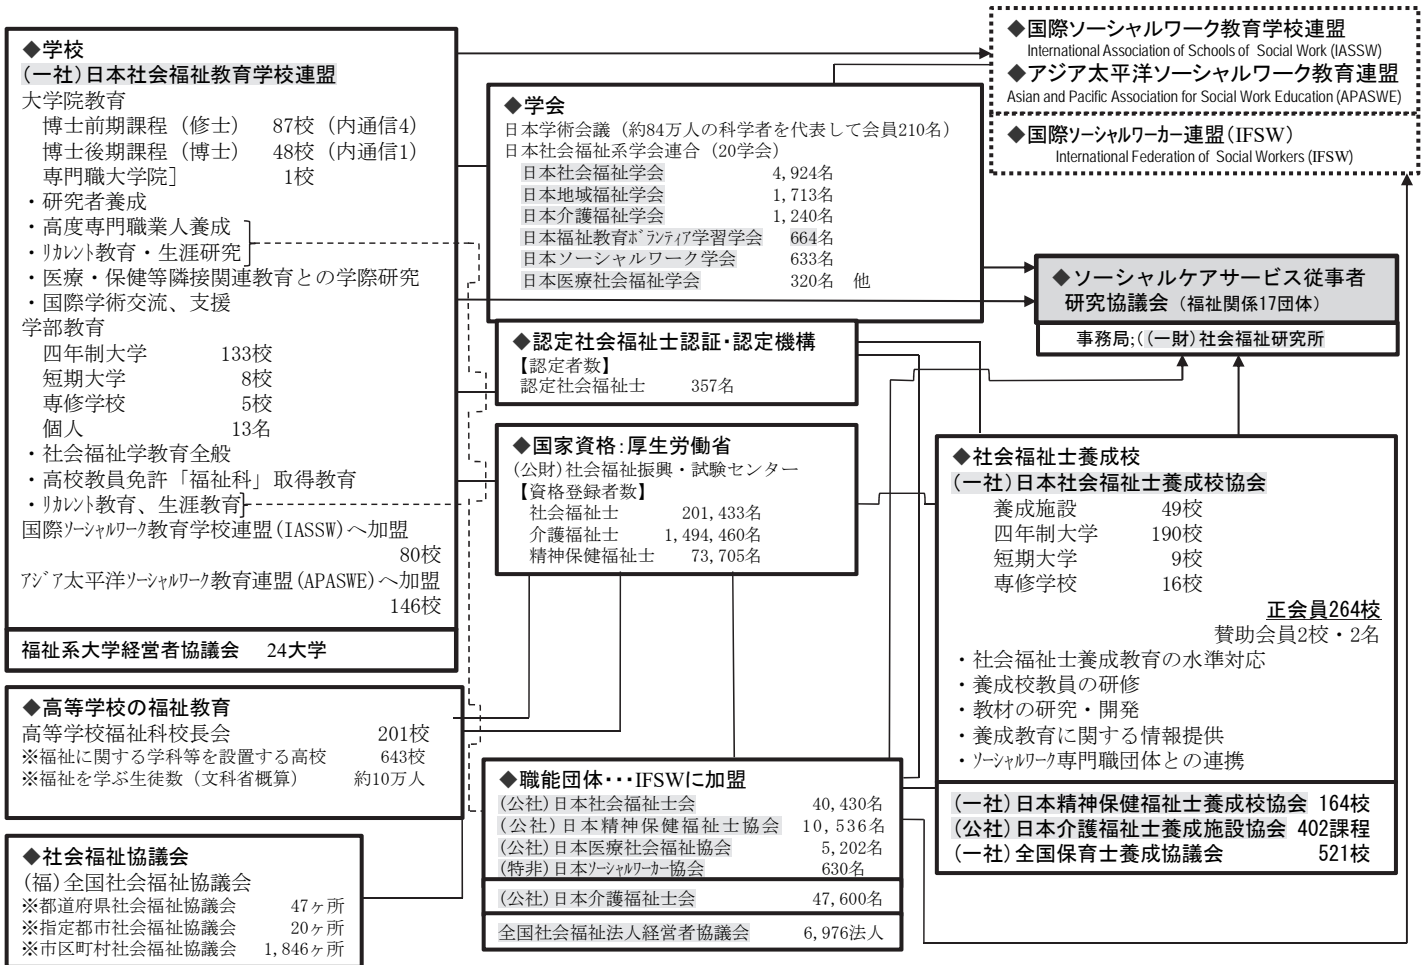 ◆学校
(一社)日本社会福祉教育学校連盟
大学院教育
博士前期課程（修士） 87校（内通信4）
博士後期課程（博士） 48校（内通信1）
専門職大学院] 1校
・研究者養成
・高度専門職業人養成
・ﾘｶﾚﾝﾄ教育・生涯研究
・医療・保健等隣接関連教育との学際研究
・国際学術交流、支援
学部教育
四年制大学 133校
短期大学 8校
専修学校 5校
個人 13名
・社会福祉学教育全般
・高校教員免許「福祉科」取得教育
・ﾘｶﾚﾝﾄ教育、生涯教育
国際ｿｰｼｬﾙﾜｰｸ教育学校連盟(IASSW)へ加盟
80校
ｱｼﾞｱ太平洋ｿｰｼｬﾙﾜｰｸ教育連盟(APASWE)へ加盟
146校
福祉系大学経営者協議会 24大学
◆高等学校の福祉教育
高等学校福祉科校長会 201校
※福祉に関する学科等を設置する高校 643校
※福祉を学ぶ生徒数（文科省概算） 約10万人
◆社会福祉協議会
(福)全国社会福祉協議会
※都道府県社会福祉協議会 47ヶ所
※指定都市社会福祉協議会 20ヶ所
※市区町村社会福祉協議会 1,846ヶ所
◆学会
日本学術会議（約84万人の科学者を代表して会員210名）
日本社会福祉系学会連合（20学会）
日本社会福祉学会 4,924名
日本地域福祉学会 1,713名
日本介護福祉学会 1,240名
日本福祉教育ﾎﾞﾗﾝﾃｨｱ学習学会 664名
日本ソーシャルワーク学会 633名
日本医療社会福祉学会 320名 他
◆認定社会福祉士認証・認定機構
【認定者数】
認定社会福祉士 357名
◆国家資格：厚生労働省
(公財)社会福祉振興・試験センター
【資格登録者数】
社会福祉士 201,433名
介護福祉士 1,494,460名
精神保健福祉士 73,705名
◆職能団体・・・IFSWに加盟
(公社)日本社会福祉士会 40,430名
(公社)日本精神保健福祉士協会 10,536名
(公社)日本医療社会福祉協会 5,202名
(特非)日本ｿｰｼｬﾙﾜｰｶｰ協会 630名
(公社)日本介護福祉士会 47,600名
全国社会福祉法人経営者協議会 6,976法人
◆国際ソーシャルワーク教育学校連盟
International Association of Schools of Social Work (IASSW)
◆アジア太平洋ソーシャルワーク教育連盟
Asian and Pacific Association for Social Work Education (APASWE)
◆国際ｿｰｼｬﾙワーカー連盟(IFSW)
International Federation of Social Workers (IFSW)
◆ソーシャルケアサービス従事者
研究協議会（福祉関係17団体）
事務局;((一財)社会福祉研究所
◆社会福祉士養成校
(一社)日本社会福祉士養成校協会
養成施設 49校
四年制大学 190校
短期大学 9校
専修学校 16校
正会員264校
賛助会員2校・2名
・社会福祉士養成教育の水準対応
・養成校教員の研修
・教材の研究・開発
・養成教育に関する情報提供
・ｿｰｼｬﾙﾜｰｸ専門職団体との連携
(一社)日本精神保健福祉士養成校協会 164校
(公社)日本介護福祉士養成施設協会 402課程
(一社)全国保育士養成協議会 521校